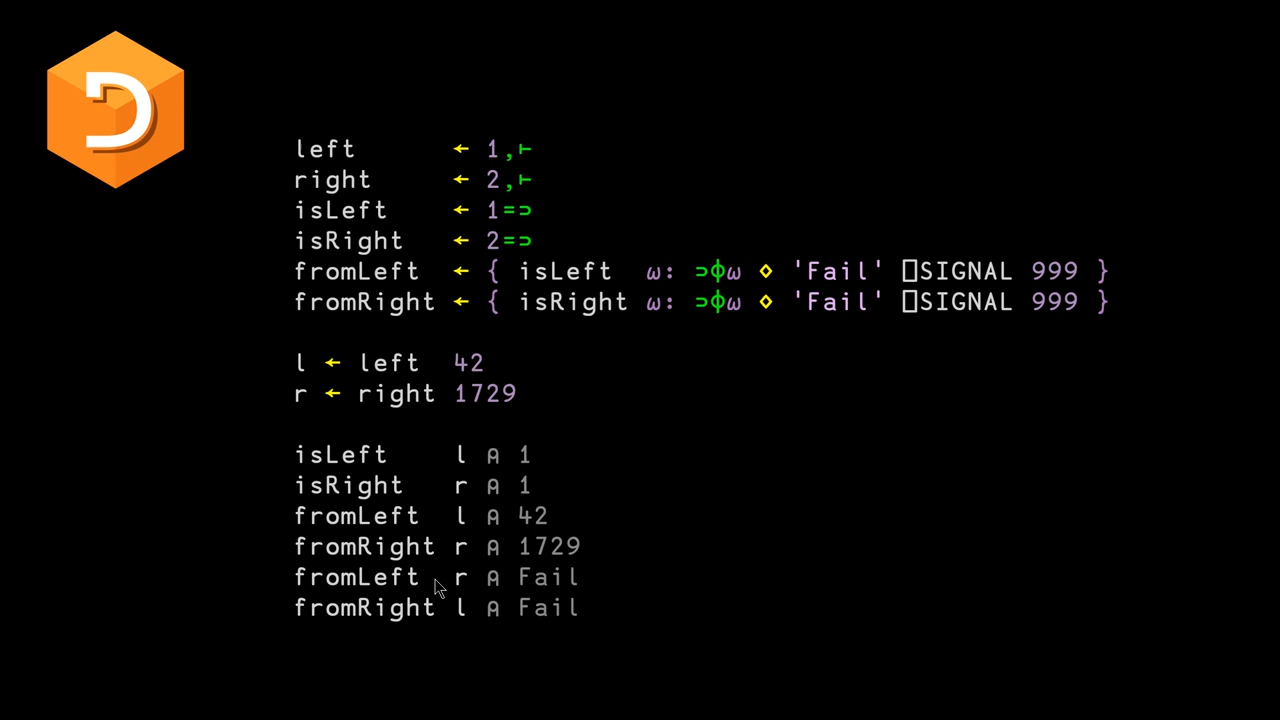 left      ← 1,⊢
right     ← 2,⊢
isLeft    ← 1=⊃
isRight   ← 2=⊃
fromLeft  ← { isLeft  ⍵: ⊃⌽⍵ ⋄ 'Fail' ⎕SIGNAL 999 }
fromRight ← { isRight ⍵: ⊃⌽⍵ ⋄ 'Fail' ⎕SIGNAL 999 }
l ← left  42
r ← right 1729
isLeft    l ⍝ 1
isRight   r ⍝ 1
fromLeft  l ⍝ 42
fromRight r ⍝ 1729
fromLeft  r ⍝ Fail
fromRight l ⍝ Fail